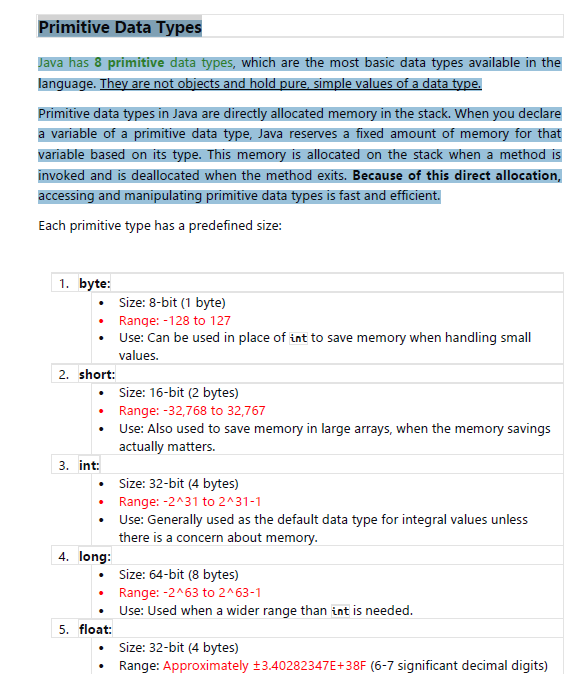 Primitive Data Types
Java has 8 primitive data types, which are the most basic data types available in the
language. They are not objects and hold pure, simple values of a data type.
Primitive data types in Java are directly allocated memory in the stack. When you declare
a variable of a primitive data type, Java reserves a fixed amount of memory for that
variable based on its type. This memory is allocated on the stack when a method is
invoked and is deallocated when the method exits. Because of this direct allocation,
accessing and manipulating primitive data types is fast and efficient.
Each primitive type has a predefined size:
1. byte:
• Size: 8-bit (1 byte)
• Range: -128 to 127
• Use: Can be used in place of int to save memory when handling small
values.
2. short:
• Size: 16-bit (2 bytes)
• Range: -32,768 to 32,767
• Use: Also used to save memory in large arrays, when the memory savings
actually matters.
3. int:
• Size: 32-bit (4 bytes)
• Range: -2^31 to 2^31-1
• Use: Generally used as the default data type for integral values unless
there is a concern about memory.
4. long:
• Size: 64-bit (8 bytes)
• Range: -2^63 to 2^63-1
• Use: Used when a wider range than int is needed.
5. float:
• Size: 32-bit (4 bytes)
• Range: Approximately ±3.40282347E+38F (6-7 significant decimal digits)